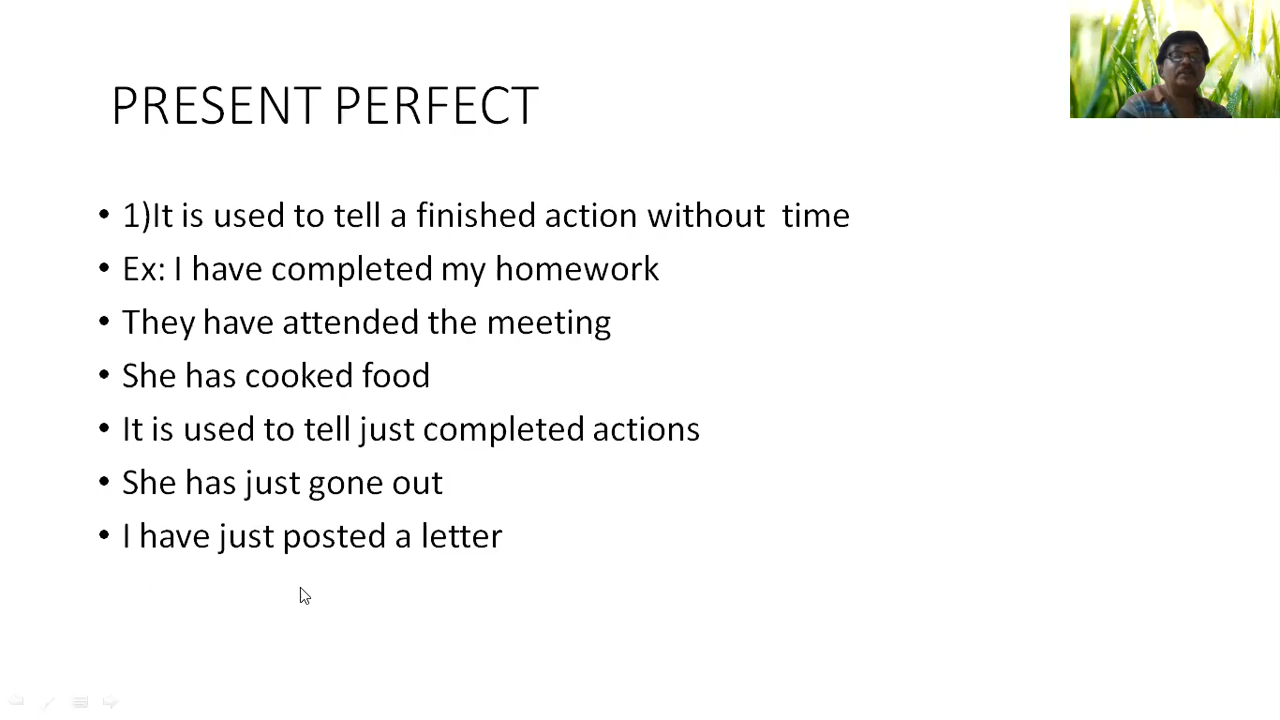 PRESENT PERFECT
• 1)It is used to tell a finished action without  time
• Ex: I have completed my homework
• They have attended the meeting
• She has cooked food
• It is used to tell just completed actions
• She has just gone out
• I have just posted a letter